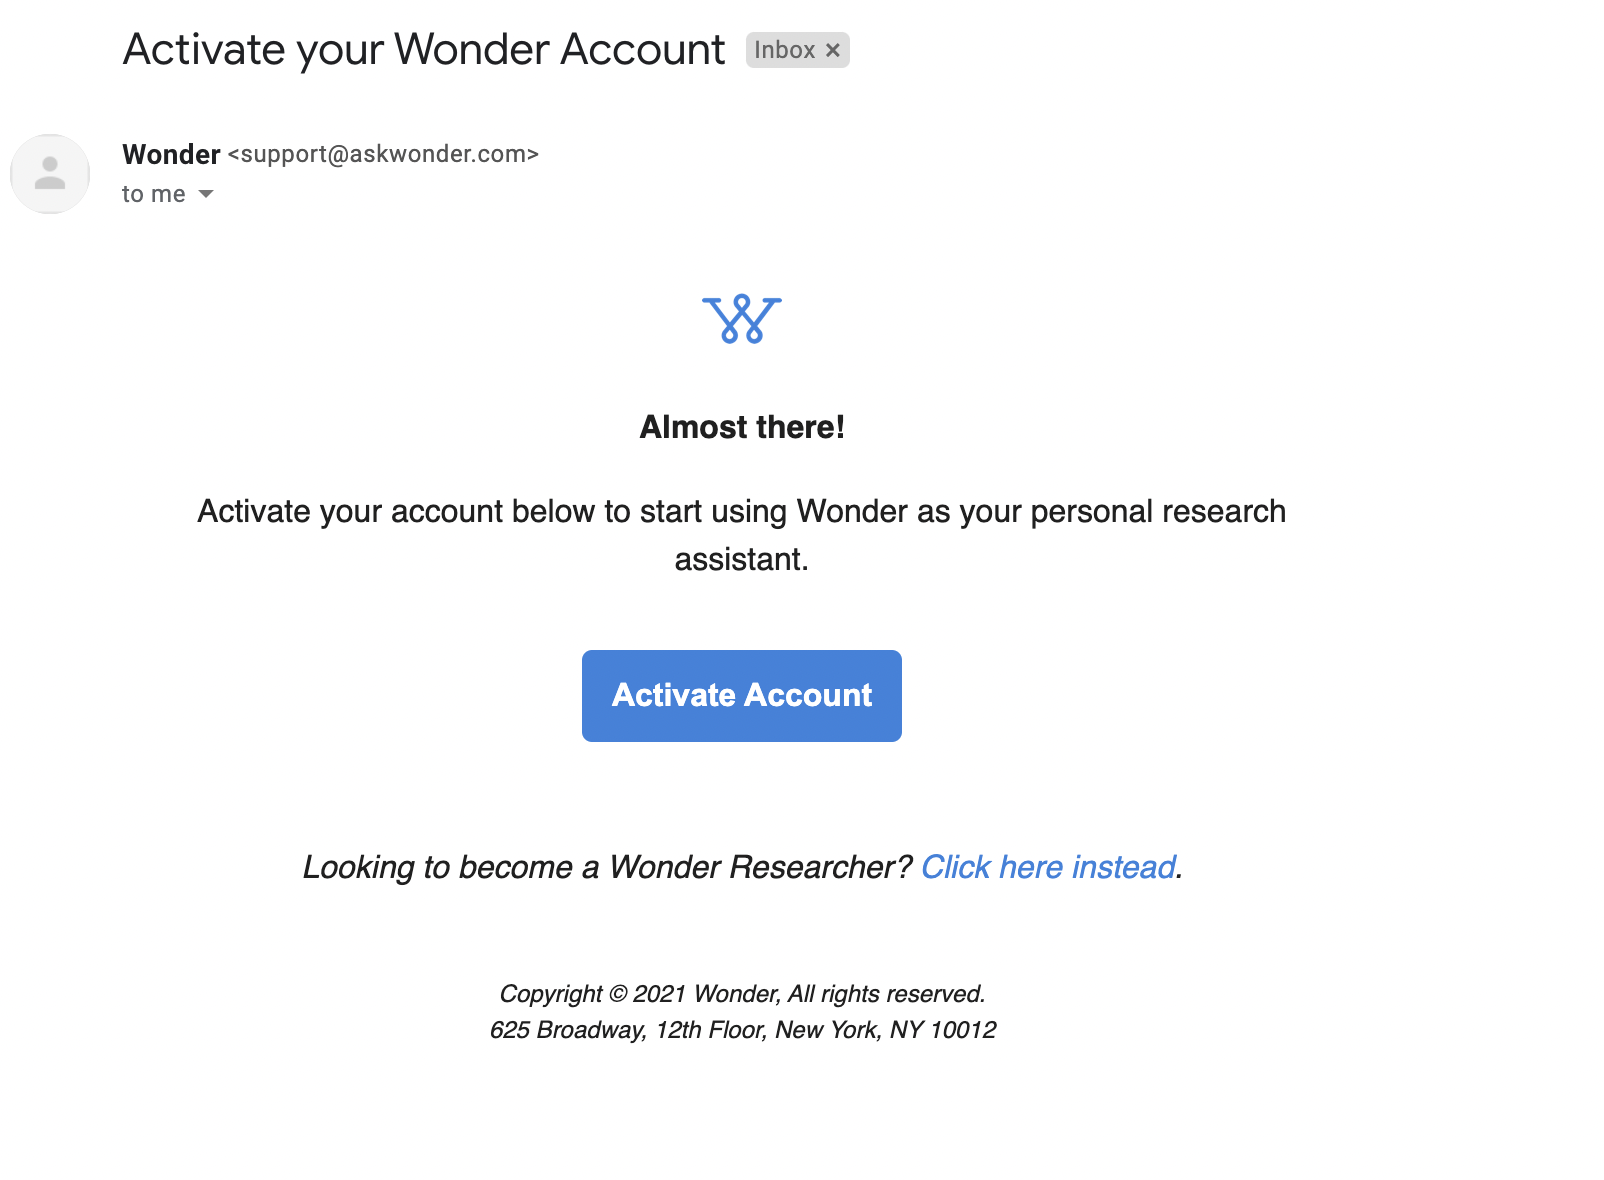 Activate your Wonder Account Inbox ×
Wonder <support@askwonder.com>
to me
Almost there!
Activate your account below to start using Wonder as your personal research
assistant.
Activate Account
Looking to become a Wonder Researcher? Click here instead.
Copyright © 2021 Wonder, All rights reserved.
625 Broadway, 12th Floor, New York, NY 10012